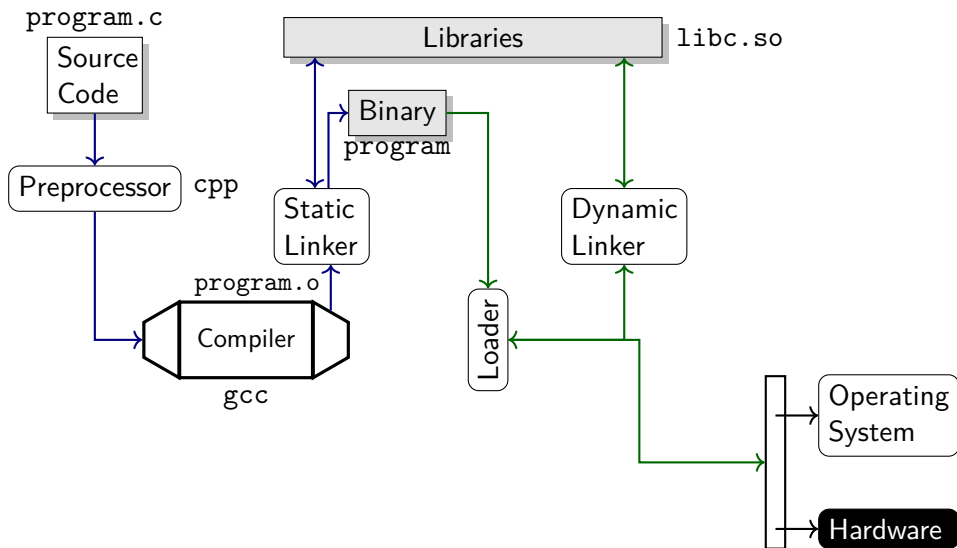 program.c
Source
Code
Libraries
libc.so
Binary
program
Preprocessor
cpp
Static
Linker
Dynamic
Linker
program.o
Compiler
gcc
Loader
Operating
System
Hardware